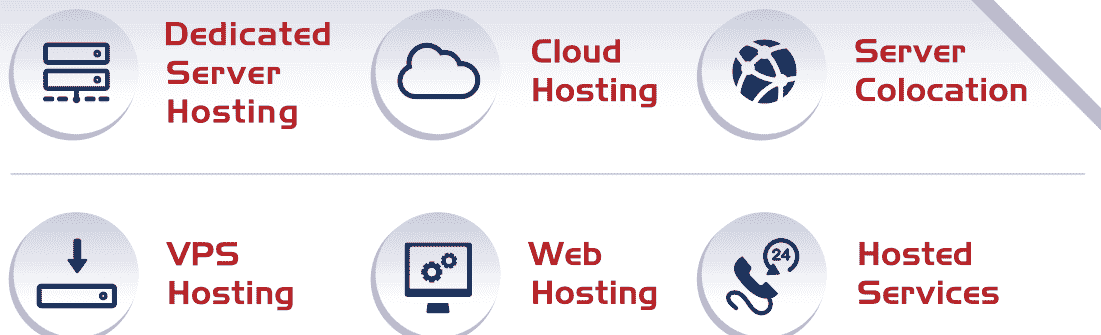 Dedicated
Server
Hosting
Cloud
Hosting
Server
Colocation
VPS
Hosting
Web
Hosting
24
Hosted
Services